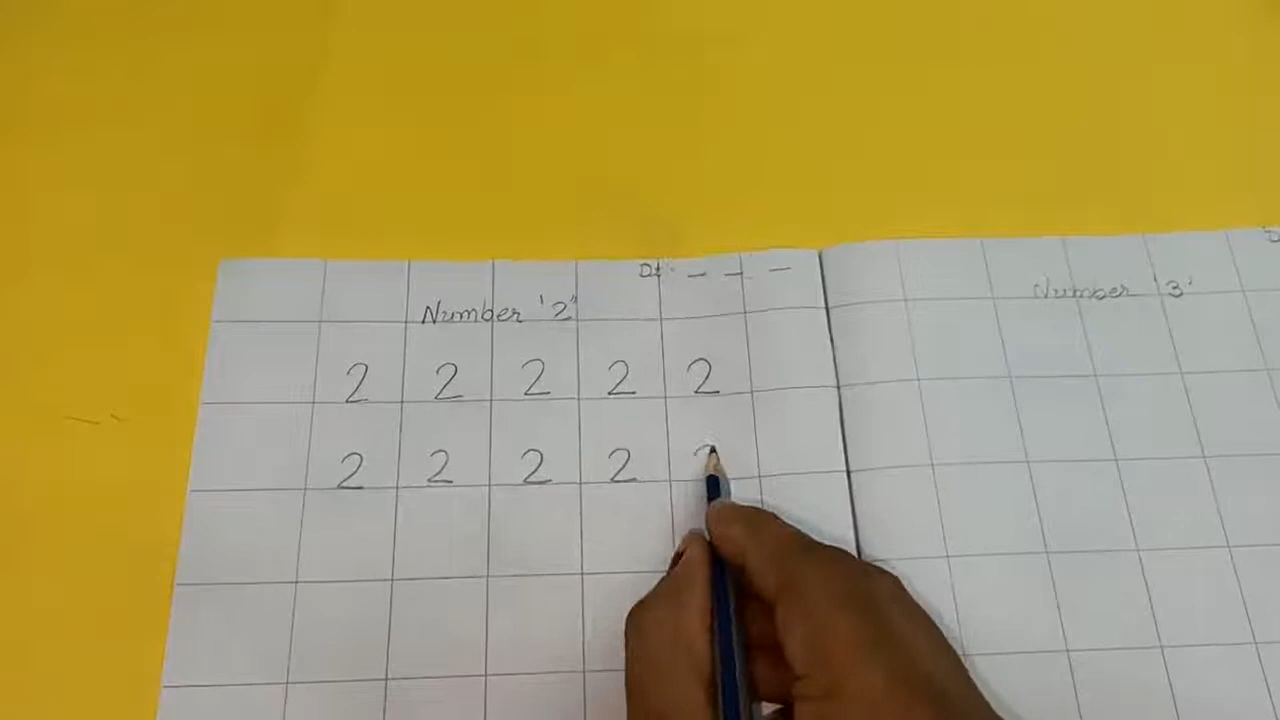 Dt: _ _ _
Number '2'
2 2 2 2 2
2 2 2 2
Number '3'